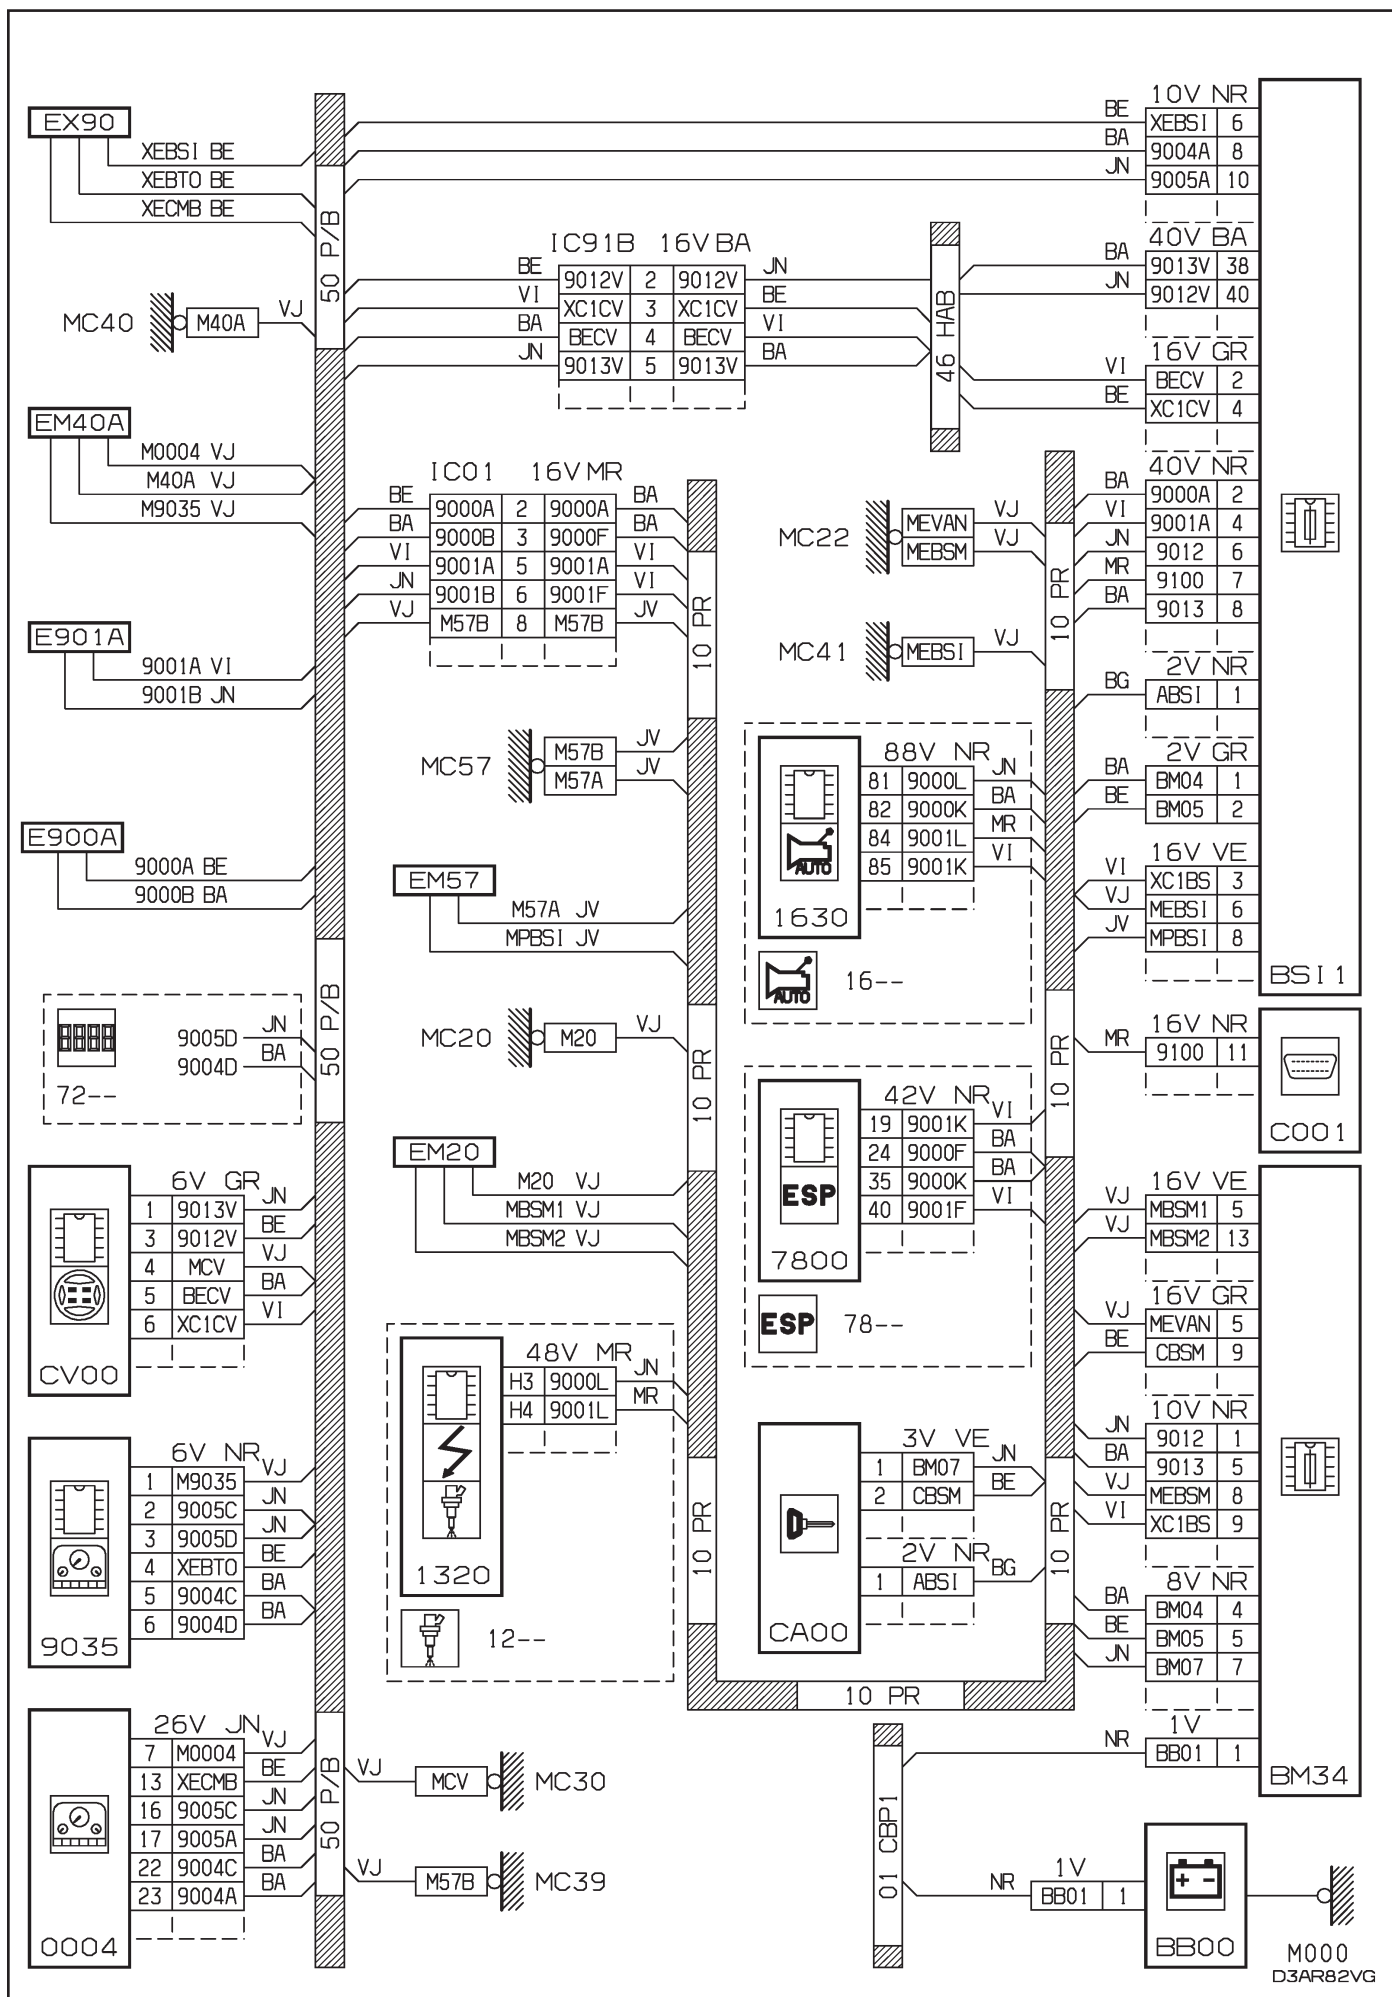 EX90
XEBSI BE
XEBTO BE
XECMB BE
50 P/B
MC40
M40A
VJ
EM40A
M0004 VJ
M40A VJ
M9035 VJ
E901A
9001A VI
9001B JN
E900A
9000A BE
9000B BA
50 P/B
9005D JN
9004D BA
72--
6V GR
1 9013V JN
3 9012V BE
4 MCV VJ
5 BECV BA
6 XC1CV VI
CV00
6V NR
1 M9035 VJ
2 9005C JN
3 9005D JN
4 XEBTO BE
5 9004C BA
6 9004D BA
9035
26V JN
7 M0004 VJ
13 XECMB BE
16 9005C JN
17 9005A JN
22 9004C BA
23 9004A BA
0004
50 P/B
VJ MCV MC30
VJ M57B MC39
IC91B 16V BA
BE 9012V 2 9012V JN
VI XC1CV 3 XC1CV BE
BA BECV 4 BECV VI
JN 9013V 5 9013V BA
46 HAB
IC01 16V MR
BE 9000A 2 9000A BA
BA 9000B 3 9000F BA
VI 9001A 5 9001A VI
JN 9001B 6 9001F VI
VJ M57B 8 M57B JV
10 PR
MC57
M57B JV
M57A JV
EM57
M57A JV
MPBSI JV
MC20
M20 VJ
10 PR
EM20
M20 VJ
MBSM1 VJ
MBSM2 VJ
48V MR
H3 9000L JN
H4 9001L MR
1320
12--
10 PR
10 PR
MC22
MEVAN VJ
MEBSM VJ
MC41
MEBSI VJ
10 PR
88V NR
81 9000L JN
82 9000K BA
84 9001L MR
85 9001K VI
AUTO
1630
AUTO
16--
10 PR
42V NR
19 9001K VI
24 9000F BA
35 9000K BA
40 9001F VI
ESP
7800
ESP
78--
3V VE
1 BM07 JN
2 CBSM BE
2V NR
1 ABSI BG
CA00
10 PR
10V NR
BE XEBSI 6
BA 9004A 8
JN 9005A 10
40V BA
BA 9013V 38
JN 9012V 40
16V GR
VI BECV 2
BE XC1CV 4
40V NR
BA 9000A 2
VI 9001A 4
JN 9012 6
MR 9100 7
BA 9013 8
2V NR
BG ABSI 1
2V GR
BA BM04 1
BE BM05 2
16V VE
VI XC1BS 3
VJ MEBSI 6
JV MPBSI 8
BSI1
16V NR
MR 9100 11
C001
16V VE
VJ MBSM1 5
VJ MBSM2 13
16V GR
VJ MEVAN 5
BE CBSM 9
10V NR
JN 9012 1
BA 9013 5
VJ MEBSM 8
VI XC1BS 9
8V NR
BA BM04 4
BE BM05 5
JN BM07 7
1V
NR BB01 1
BM34
01 CBP1
1V
NR BB01 1
+ -
BB00
M000
D3AR82VG